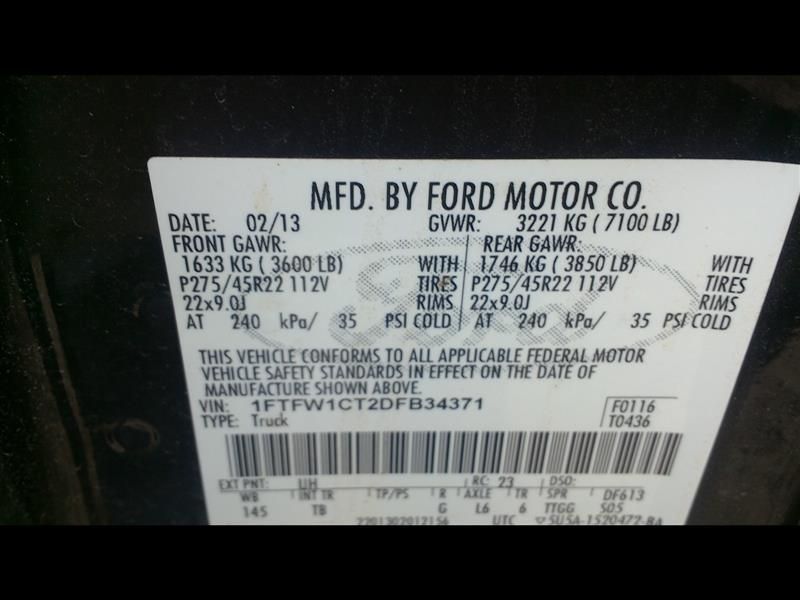 MFD. BY FORD MOTOR CO.
DATE: 02/13 GVWR: 3221 KG ( 7100 LB)
FRONT GAWR: REAR GAWR:
1633 KG ( 3600 LB) WITH 1746 KG ( 3850 LB) WITH
P275/45R22 112V TIRES P275/45R22 112V TIRES
22x9.0J RIMS 22x9.0J RIMS
AT 240 kPa/ 35 PSI COLD AT 240 kPa/ 35 PSI COLD
Ford
THIS VEHICLE CONFORMS TO ALL APPLICABLE FEDERAL MOTOR
VEHICLE SAFETY STANDARDS IN EFFECT ON THE DATE OF
MANUFACTURE SHOWN ABOVE.
VIN: 1FTFW1CT2DFB34371 F0116
TYPE: Truck T0436
EXT PNT: UH RC: 23 DSO:
WB INT TR TP/PS R AXLE TR SPR DF613
145 TB G L6 6 TTGG S05
2201302012156 UTC 5U5A-1520472-BA